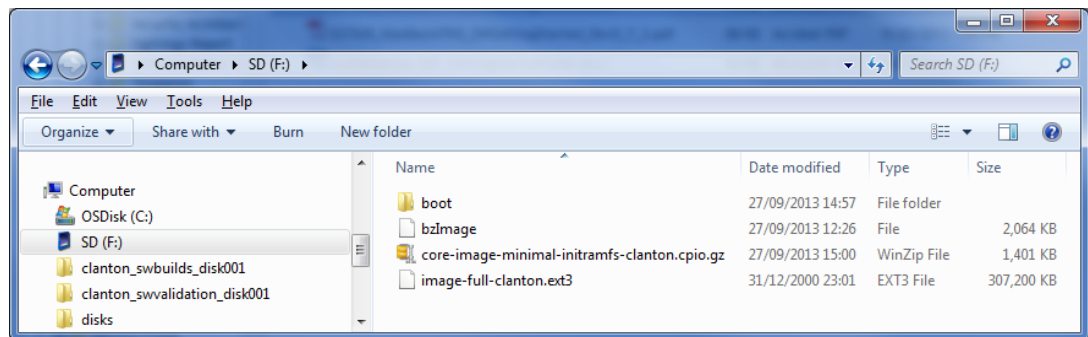 Computer SD (F:) Search SD (F:)
File Edit View Tools Help
Organize Share with Burn New folder
Name Date modified Type Size
Computer
OSDisk (C:)
SD (F:)
clanton_swbuilds_disk001
clanton_swvalidation_disk001
disks
boot 27/09/2013 14:57 File folder
bzImage 27/09/2013 12:26 File 2,064 KB
core-image-minimal-initramfs-clanton.cpio.gz 27/09/2013 15:00 WinZip File 1,401 KB
image-full-clanton.ext3 31/12/2000 23:01 EXT3 File 307,200 KB